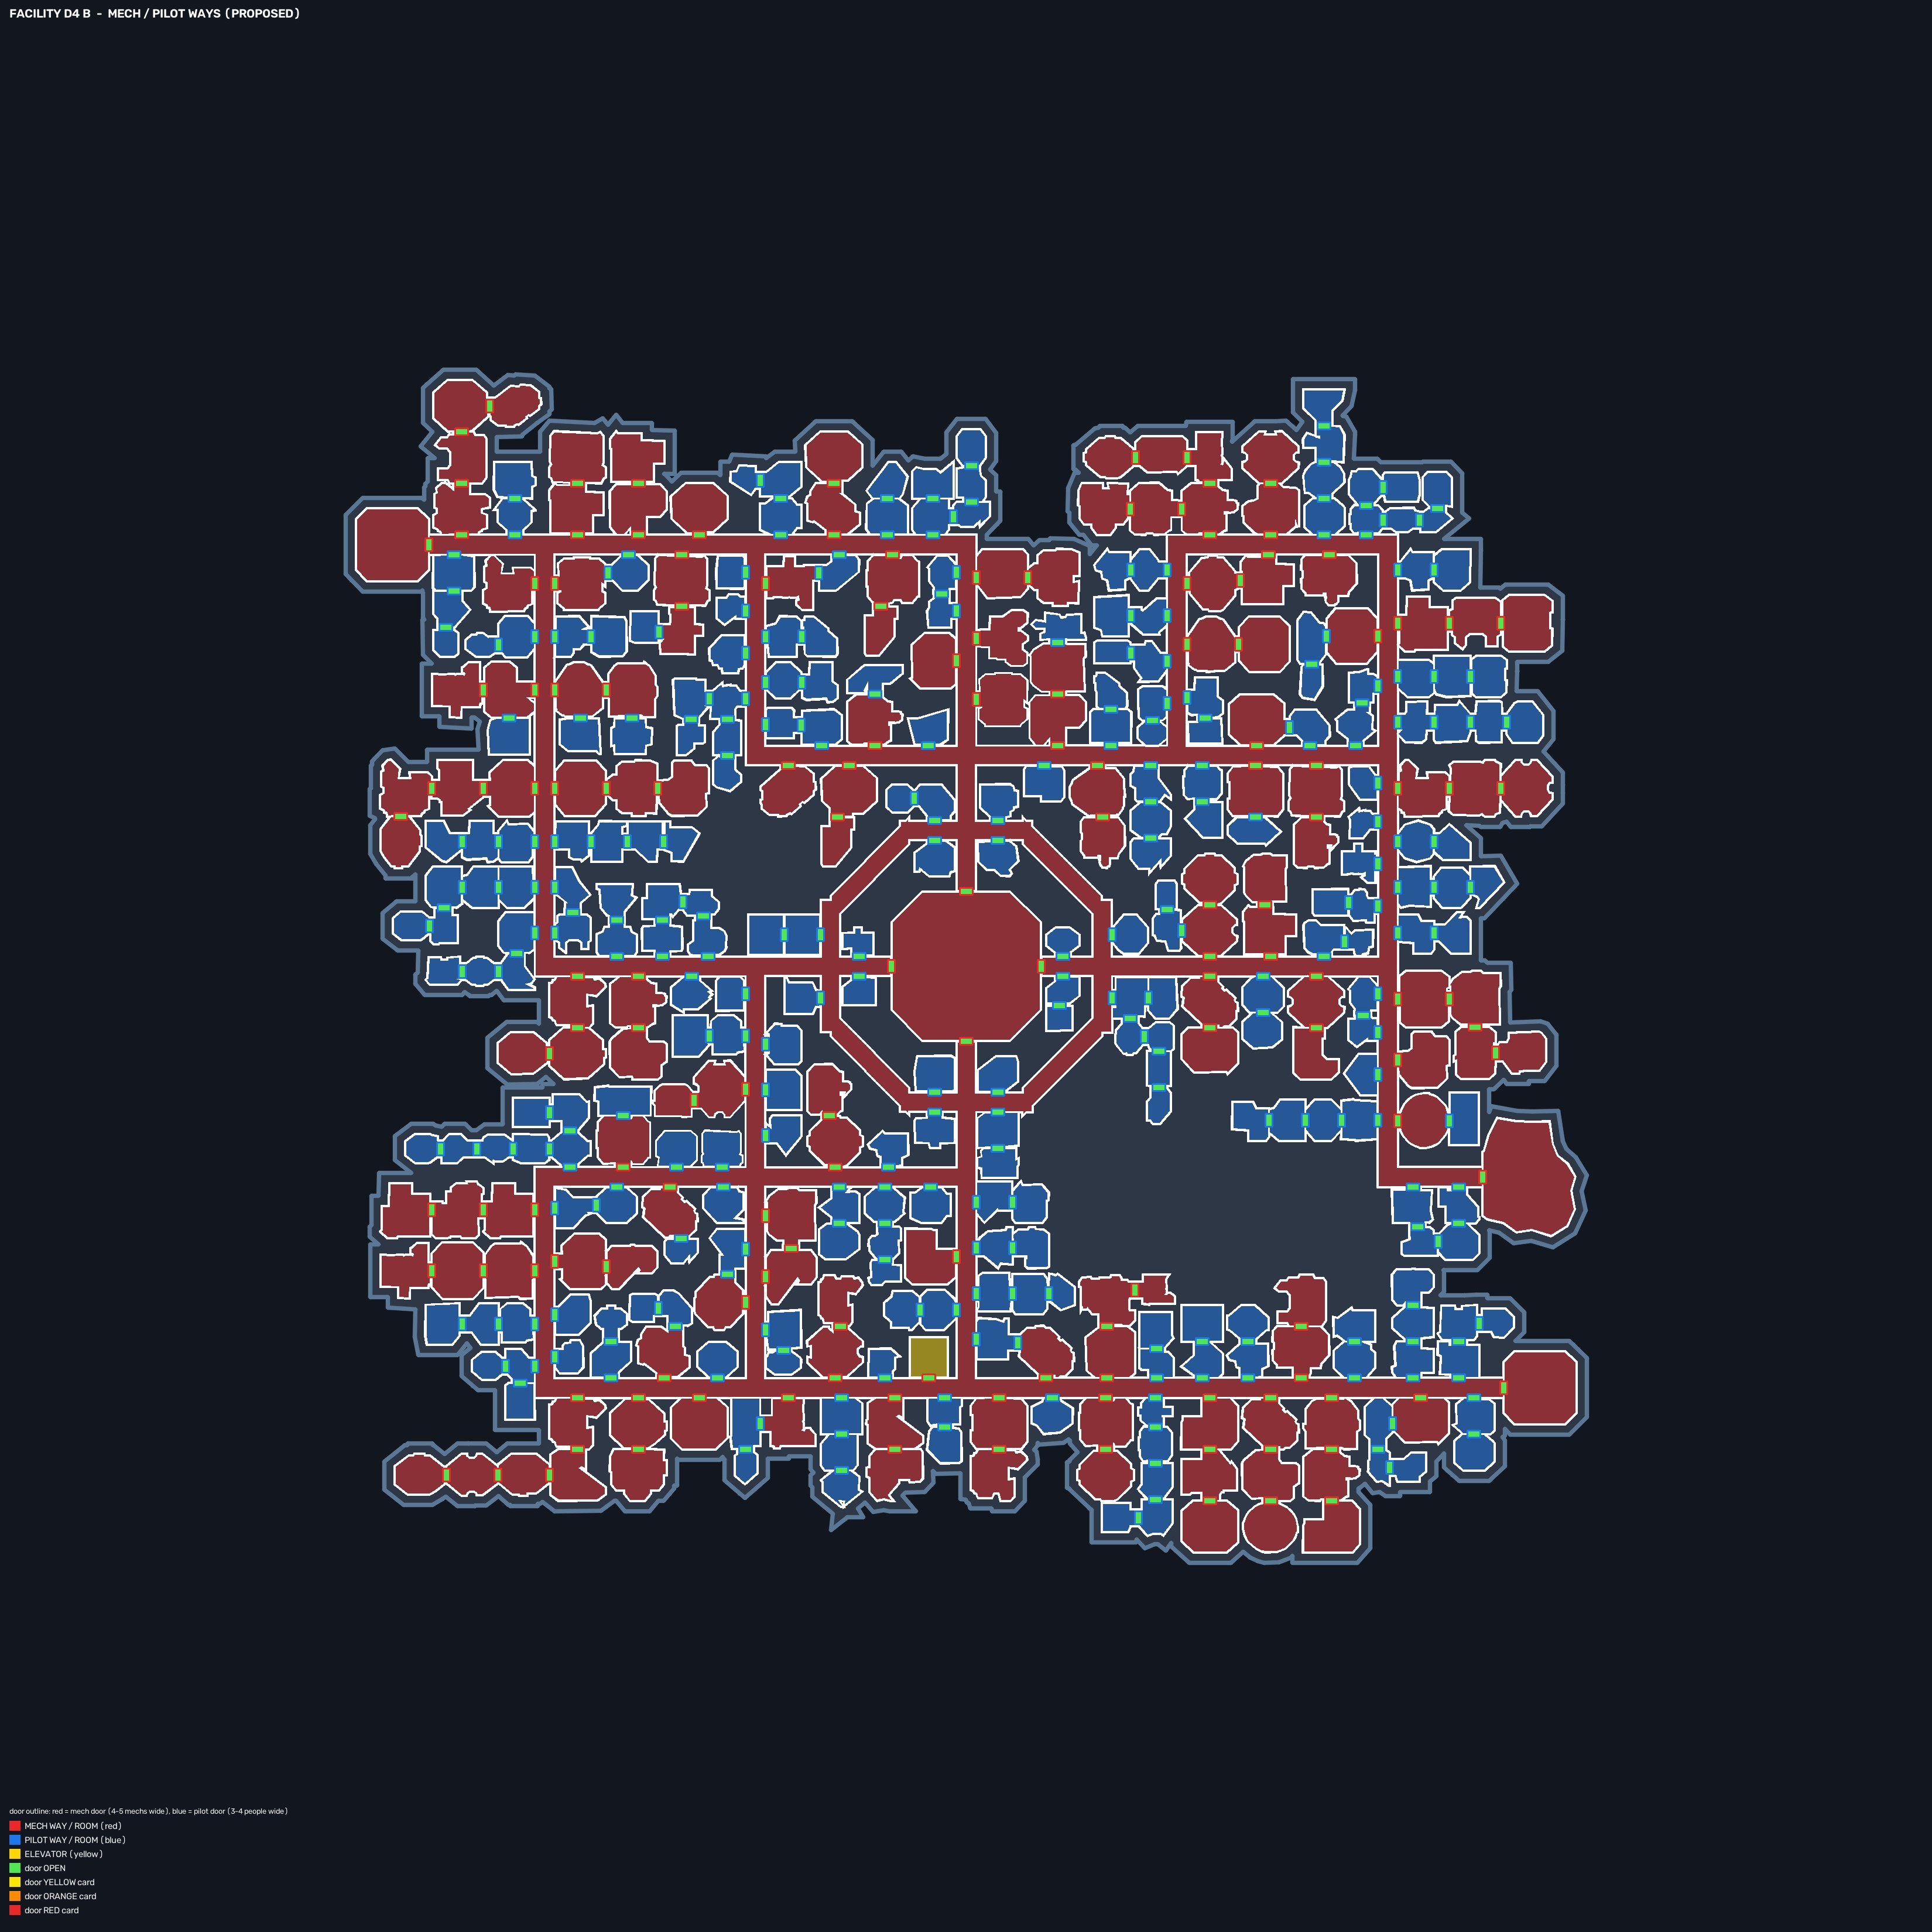 FACILITY D4 B - MECH / PILOT WAYS (PROPOSED)
door outline: red = mech door (4-5 mechs wide), blue = pilot door (3-4 people wide)
MECH WAY / ROOM (red)
PILOT WAY / ROOM (blue)
ELEVATOR (yellow)
door OPEN
door YELLOW card
door ORANGE card
door RED card